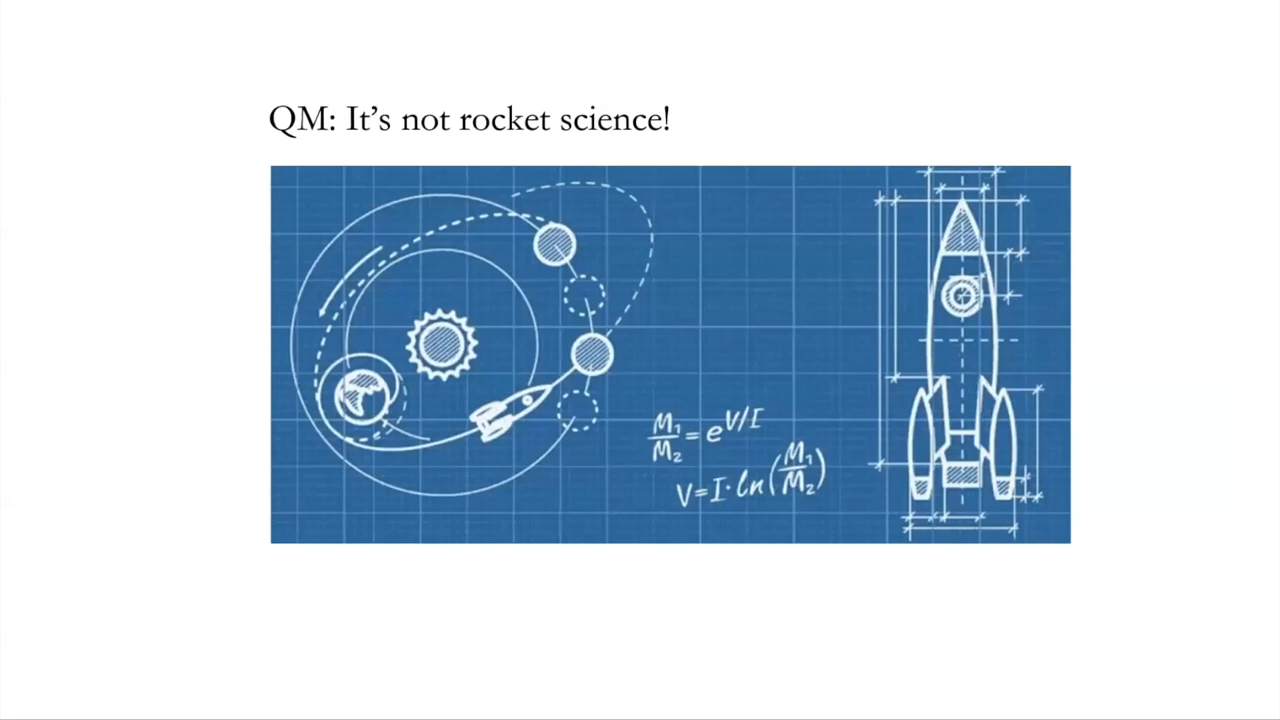 QM: It’s not rocket science!
M₁/M₂ = e^V/I
V = I · ln(M₁/M₂)